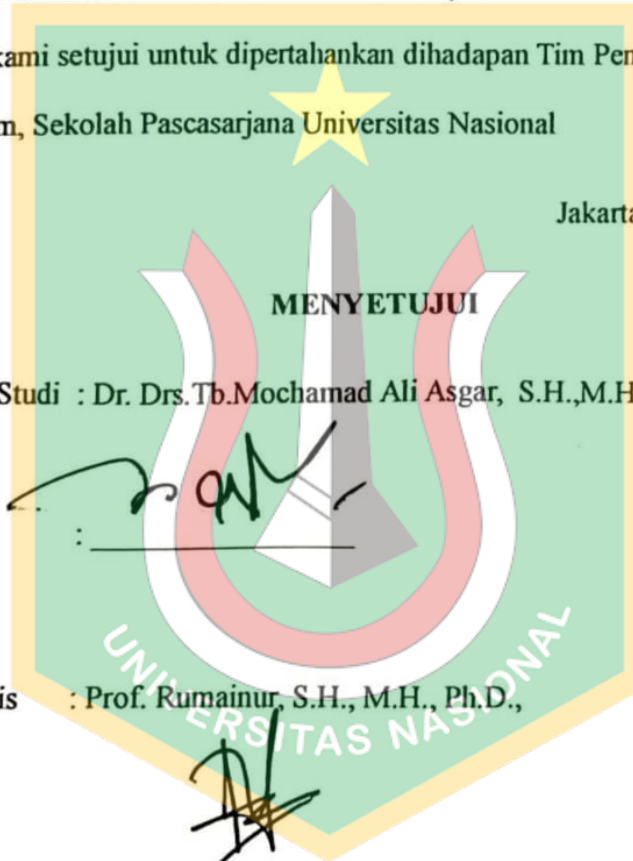 kami setujui untuk dipertahankan dihadapan Tim Pen
m, Sekolah Pascasarjana Universitas Nasional
Jakarta
MENYETUJUI
Studi : Dr. Drs.Tb.Mochamad Ali Asgar, S.H.,M.H
:
is : Prof. Rumainur, S.H., M.H., Ph.D.,
UNIVERSITAS NASIONAL